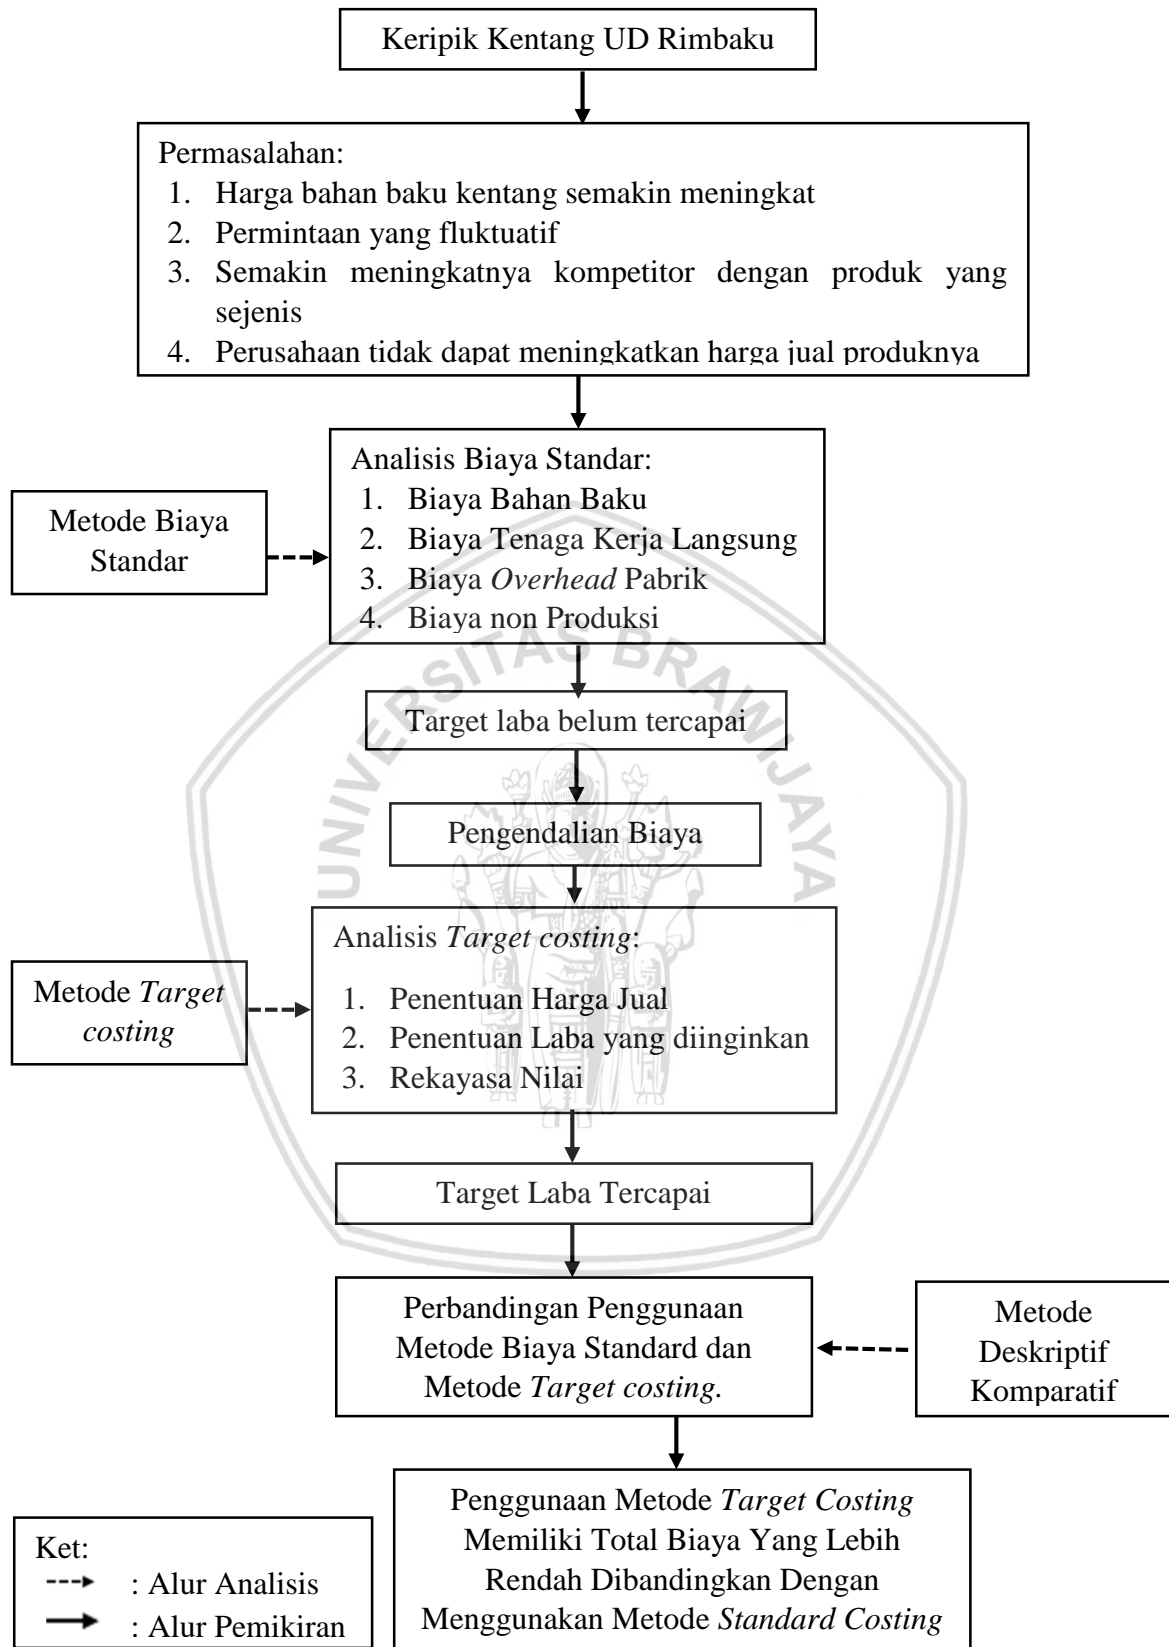 Keripik Kentang UD Rimbaku
Permasalahan:
1. Harga bahan baku kentang semakin meningkat
2. Permintaan yang fluktuatif
3. Semakin meningkatnya kompetitor dengan produk yang
sejenis
4. Perusahaan tidak dapat meningkatkan harga jual produknya
Metode Biaya
Standar
Analisis Biaya Standar:
1. Biaya Bahan Baku
2. Biaya Tenaga Kerja Langsung
3. Biaya Overhead Pabrik
4. Biaya non Produksi
UNIVERSITAS BRAWIJAYA
Target laba belum tercapai
Pengendalian Biaya
Metode Target
costing
Analisis Target costing:
1. Penentuan Harga Jual
2. Penentuan Laba yang diinginkan
3. Rekayasa Nilai
Target Laba Tercapai
Perbandingan Penggunaan
Metode Biaya Standard dan
Metode Target costing.
Metode
Deskriptif
Komparatif
Penggunaan Metode Target Costing
Memiliki Total Biaya Yang Lebih
Rendah Dibandingkan Dengan
Menggunakan Metode Standard Costing
Ket:
: Alur Analisis
: Alur Pemikiran